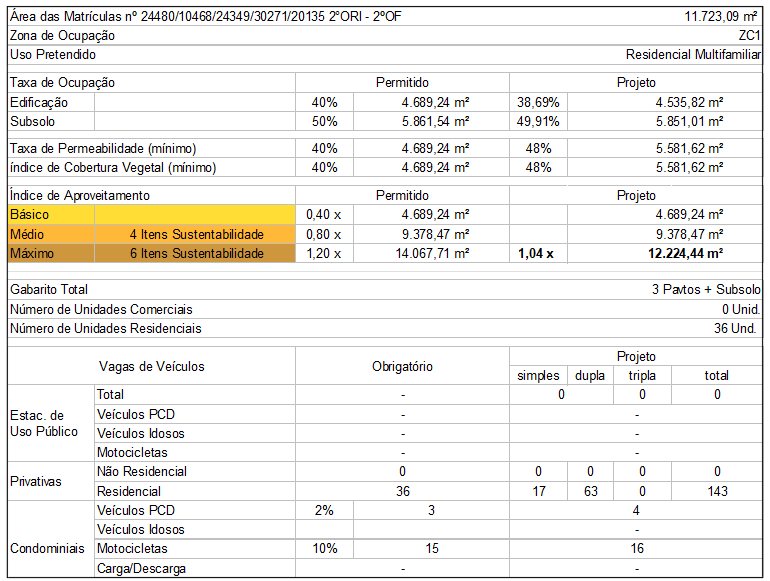 Área das Matrículas nº 24480/10468/24349/30271/20135 2°ORI - 2ºOF 11.723,09 m²
Zona de Ocupação ZC1
Uso Pretendido Residencial Multifamiliar
Taxa de Ocupação Permitido Projeto
Edificação 40% 4.689,24 m² 38,69% 4.535,82 m²
Subsolo 50% 5.861,54 m² 49,91% 5.851,01 m²
Taxa de Permeabilidade (mínimo) 40% 4.689,24 m² 48% 5.581,62 m²
índice de Cobertura Vegetal (mínimo) 40% 4.689,24 m² 48% 5.581,62 m²
Índice de Aproveitamento Permitido Projeto
Básico 0,40 x 4.689,24 m² 4.689,24 m²
Médio 4 Itens Sustentabilidade 0,80 x 9.378,47 m² 9.378,47 m²
Máximo 6 Itens Sustentabilidade 1,20 x 14.067,71 m² 1,04 x 12.224,44 m²
Gabarito Total 3 Pavtos + Subsolo
Número de Unidades Comerciais 0 Unid.
Número de Unidades Residenciais 36 Und.
Vagas de Veículos Obrigatório Projeto
simples dupla tripla total
Estac. de Uso Público Total - 0 0 0
Veículos PCD - -
Veículos Idosos - -
Motocicletas - -
Privativas Não Residencial 0 0 0 0 0
Residencial 36 17 63 0 143
Condominiais Veículos PCD 2% 3 4
Veículos Idosos -
Motocicletas 10% 15 16
Carga/Descarga - -